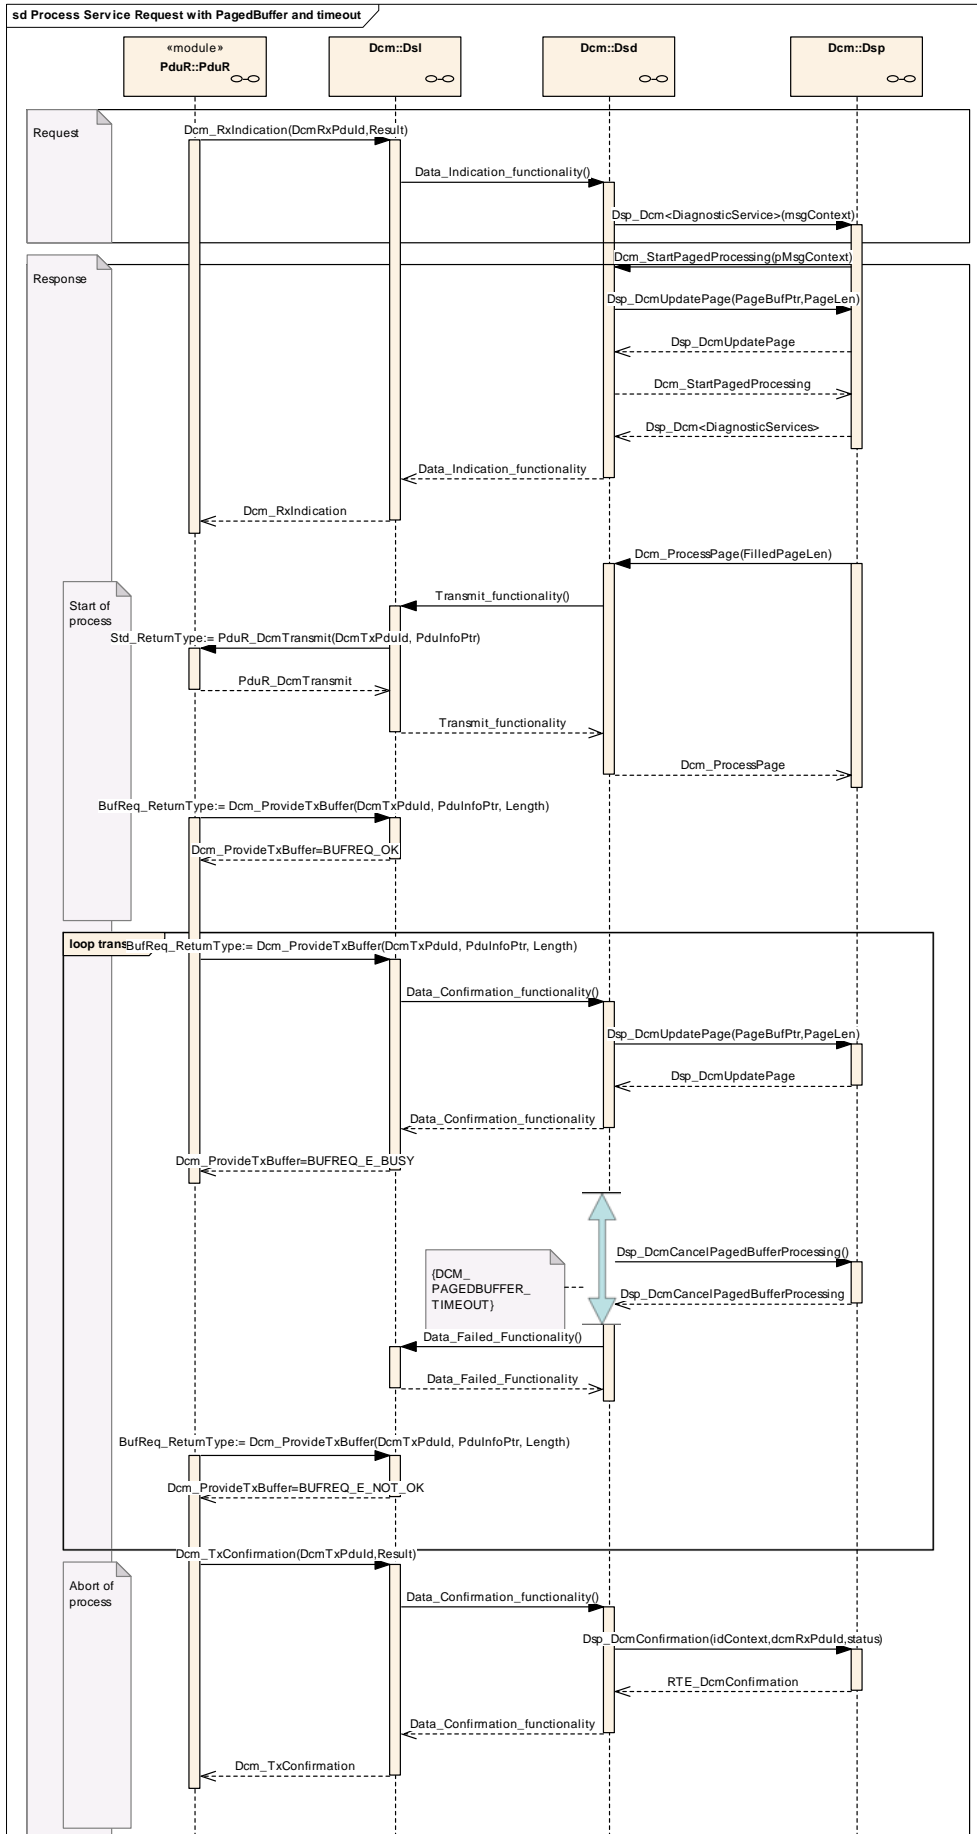 sd Process Service Request with PagedBuffer and timeout
«module»
PduR::PduR
Dcm::Dsl
Dcm::Dsd
Dcm::Dsp
Request
Dcm_RxIndication(DcmRxPduId,Result)
Data_Indication_functionality()
Dsp_Dcm<DiagnosticService>(msgContext)
Response
Dcm_StartPagedProcessing(pMsgContext)
Dsp_DcmUpdatePage(PageBufPtr,PageLen)
Dsp_DcmUpdatePage
Dcm_StartPagedProcessing
Dsp_Dcm<DiagnosticServices>
Data_Indication_functionality
Dcm_RxIndication
Dcm_ProcessPage(FilledPageLen)
Start of
process
Transmit_functionality()
Std_ReturnType:= PduR_DcmTransmit(DcmTxPduId, PduInfoPtr)
PduR_DcmTransmit
Transmit_functionality
Dcm_ProcessPage
BufReq_ReturnType:= Dcm_ProvideTxBuffer(DcmTxPduId, PduInfoPtr, Length)
Dcm_ProvideTxBuffer=BUFREQ_OK
loop trans
BufReq_ReturnType:= Dcm_ProvideTxBuffer(DcmTxPduId, PduInfoPtr, Length)
Data_Confirmation_functionality()
Dsp_DcmUpdatePage(PageBufPtr,PageLen)
Dsp_DcmUpdatePage
Data_Confirmation_functionality
Dcm_ProvideTxBuffer=BUFREQ_E_BUSY
Dsp_DcmCancelPagedBufferProcessing()
{DCM_
PAGEDBUFFER_
TIMEOUT}
Dsp_DcmCancelPagedBufferProcessing
Data_Failed_Functionality()
Data_Failed_Functionality
BufReq_ReturnType:= Dcm_ProvideTxBuffer(DcmTxPduId, PduInfoPtr, Length)
Dcm_ProvideTxBuffer=BUFREQ_E_NOT_OK
Dcm_TxConfirmation(DcmTxPduId,Result)
Abort of
process
Data_Confirmation_functionality()
Dsp_DcmConfirmation(idContext,dcmRxPduId,status)
RTE_DcmConfirmation
Data_Confirmation_functionality
Dcm_TxConfirmation